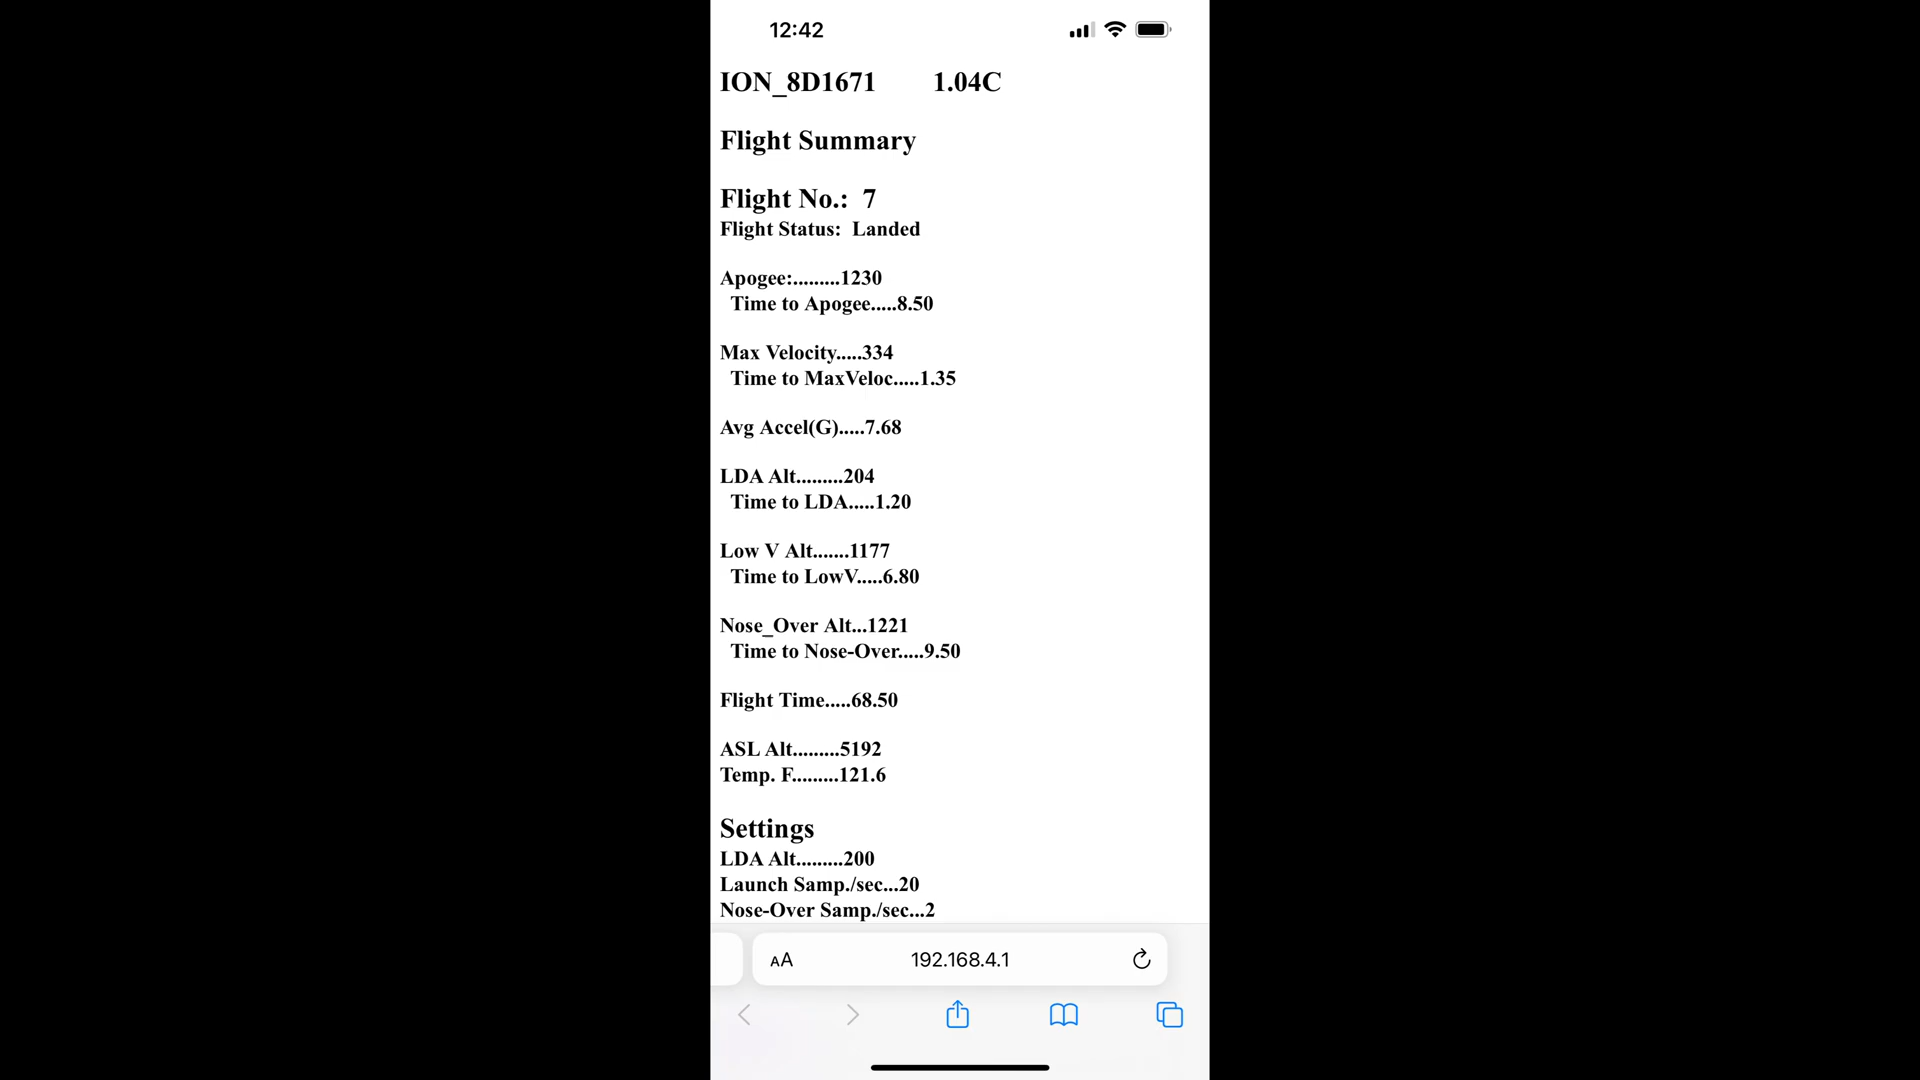 12:42
ION_8D1671 1.04C
Flight Summary
Flight No.: 7
Flight Status: Landed
Apogee:.........1230
Time to Apogee.....8.50
Max Velocity.....334
Time to MaxVeloc.....1.35
Avg Accel(G).....7.68
LDA Alt.........204
Time to LDA.....1.20
Low V Alt.......1177
Time to LowV.....6.80
Nose_Over Alt...1221
Time to Nose-Over.....9.50
Flight Time.....68.50
ASL Alt.........5192
Temp. F.........121.6
Settings
LDA Alt.........200
Launch Samp./sec...20
Nose-Over Samp./sec...2
AA 192.168.4.1